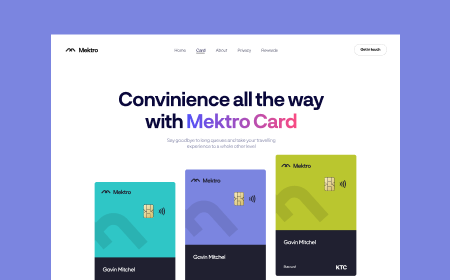 Mektro
Home Card About Privacy Rewards
Get in touch
Convinience all the way
with Mektro Card
Say goodbye to long queues and take your travelling
experience to a whole other level
Mektro
Gavin Mitchel
Mektro
Gavin Mitchel
Mektro
Gavin Mitchel
KTC